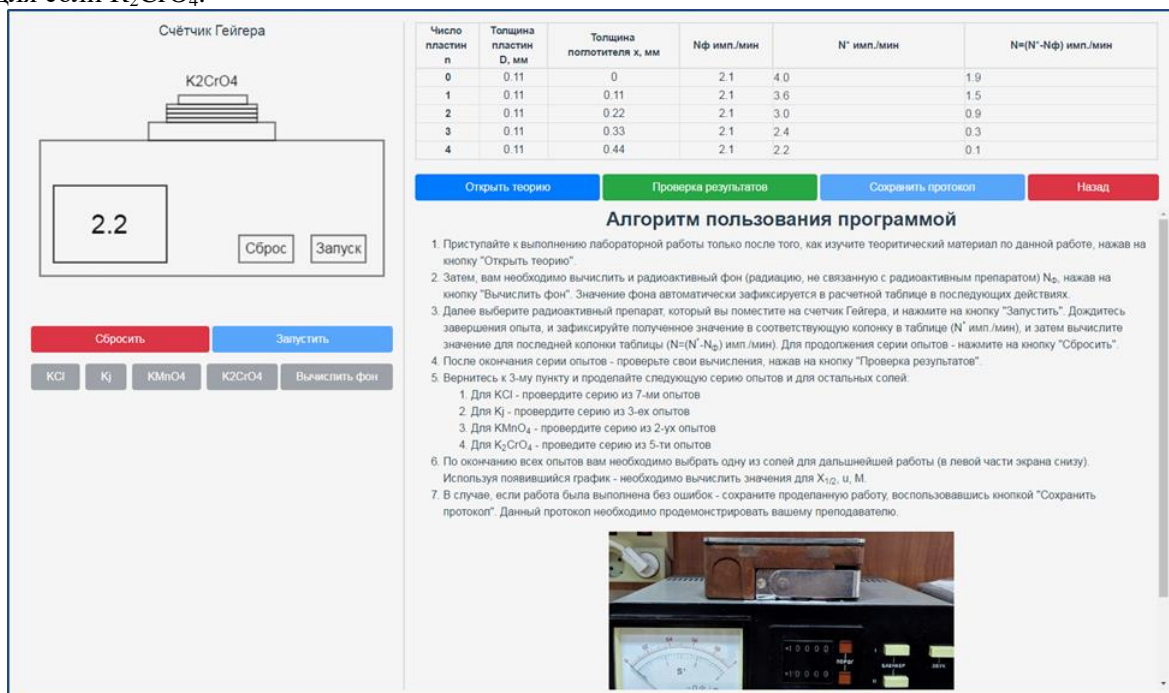 для соли K₂CrO₄.
Счётчик Гейгера
K2CrO4
2.2
Сброс
Запуск
Сбросить
Запустить
KCl
Kj
KMnO4
K2CrO4
Вычислить фон
Число пластин n	Толщина пластин D, мм	Толщина поглотителя x, мм	Nф имп./мин	N* имп./мин	N=(N*-Nф) имп./мин
0	0.11	0	2.1	4.0	1.9
1	0.11	0.11	2.1	3.6	1.5
2	0.11	0.22	2.1	3.0	0.9
3	0.11	0.33	2.1	2.4	0.3
4	0.11	0.44	2.1	2.2	0.1
Открыть теорию
Проверка результатов
Сохранить протокол
Назад
Алгоритм пользования программой
1. Приступайте к выполнению лабораторной работы только после того, как изучите теоритический материал по данной работе, нажав на
кнопку "Открыть теорию".
2. Затем, вам необходимо вычислить и радиоактивный фон (радиацию, не связанную с радиоактивным препаратом) Nф, нажав на
кнопку "Вычислить фон". Значение фона автоматически зафиксируется в расчетной таблице в последующих действиях.
3. Далее выберите радиоактивный препарат, который вы поместите на счетчик Гейгера, и нажмите на кнопку "Запустить". Дождитесь
завершения опыта, и зафиксируйте полученное значение в соответствующую колонку в таблице (N* имп./мин), и затем вычислите
значение для последней колонки таблицы (N=(N*-Nф) имп./мин). Для продолжения серии опытов - нажмите на кнопку "Сбросить".
4. После окончания серии опытов - проверьте свои вычисления, нажав на кнопку "Проверка результатов".
5. Вернитесь к 3-му пункту и проделайте следующую серию опытов и для остальных солей:
1. Для KCl - провердите серию из 7-ми опытов
2. Для Kj - провердите серию из 3-ех опытов
3. Для KMnO₄ - провердите серию из 2-ух опытов
4. Для K₂CrO₄ - проведите серию из 5-ти опытов
6. По окончанию всех опытов вам необходимо выбрать одну из солей для дальшнейшей работы (в левой части экрана снизу).
Используя появившийся график - необходимо вычислить значения для X₁/₂, u, M.
7. В случае, если работа была выполнена без ошибок - сохраните проделанную работу, воспользовавшись кнопкой "Сохранить
протокол". Данный протокол необходимо продемонстрировать вашему преподавателю.